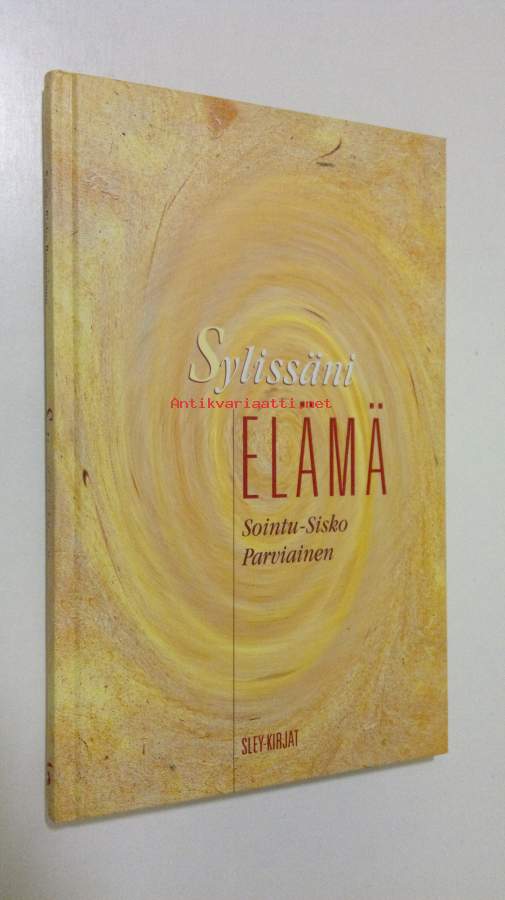 Sylissäni
Antikvariaatti.net
ELÄMÄ
Sointu-Sisko
Parviainen
SLEY-KIRJAT